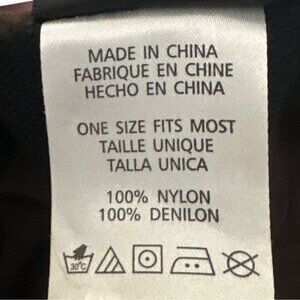 MADE IN CHINA
FABRIQUE EN CHINE
HECHO EN CHINA
ONE SIZE FITS MOST
TAILLE UNIQUE
TALLA UNICA
100% NYLON
100% DENILON
30°C